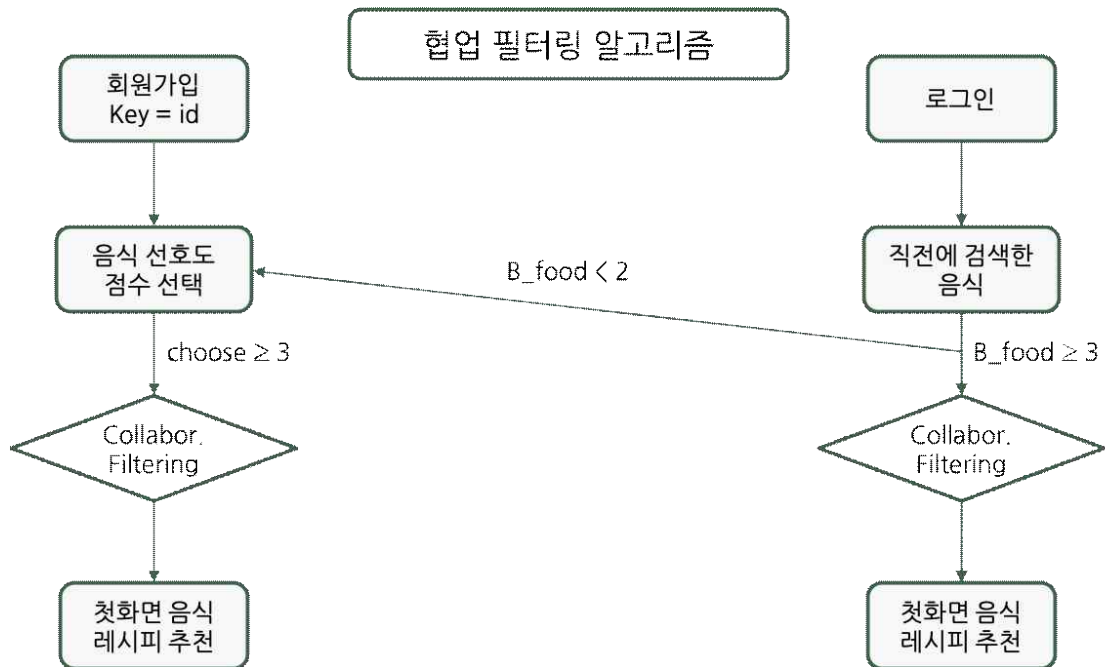 협업 필터링 알고리즘
회원가입
Key = id
로그인
음식 선호도
점수 선택
직전에 검색한
음식
B_food < 2
choose ≥ 3
B_food ≥ 3
Collabor.
Filtering
Collabor.
Filtering
첫화면 음식
레시피 추천
첫화면 음식
레시피 추천